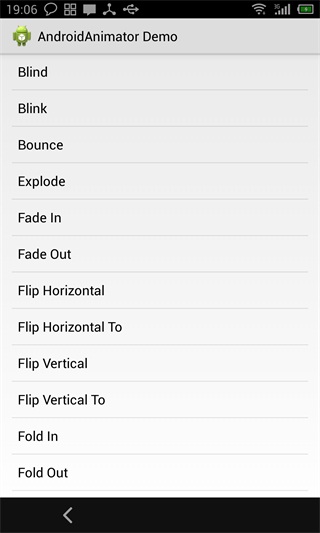 19:06
3G
AndroidAnimator Demo
Blind
Blink
Bounce
Explode
Fade In
Fade Out
Flip Horizontal
Flip Horizontal To
Flip Vertical
Flip Vertical To
Fold In
Fold Out